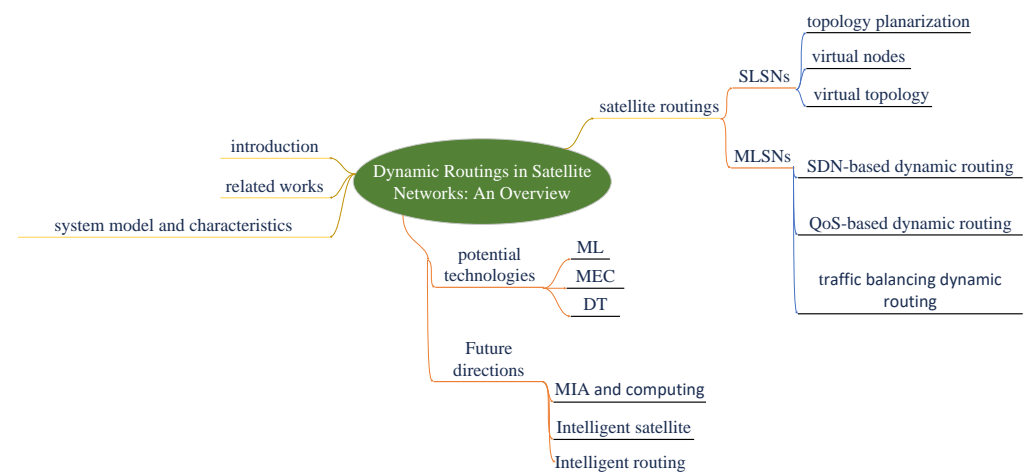 Dynamic Routings in Satellite
Networks: An Overview
introduction
related works
system model and characteristics
satellite routings
SLSNs
topology planarization
virtual nodes
virtual topology
MLSNs
SDN-based dynamic routing
QoS-based dynamic routing
traffic balancing dynamic
routing
potential
technologies
ML
MEC
DT
Future
directions
MIA and computing
Intelligent satellite
Intelligent routing